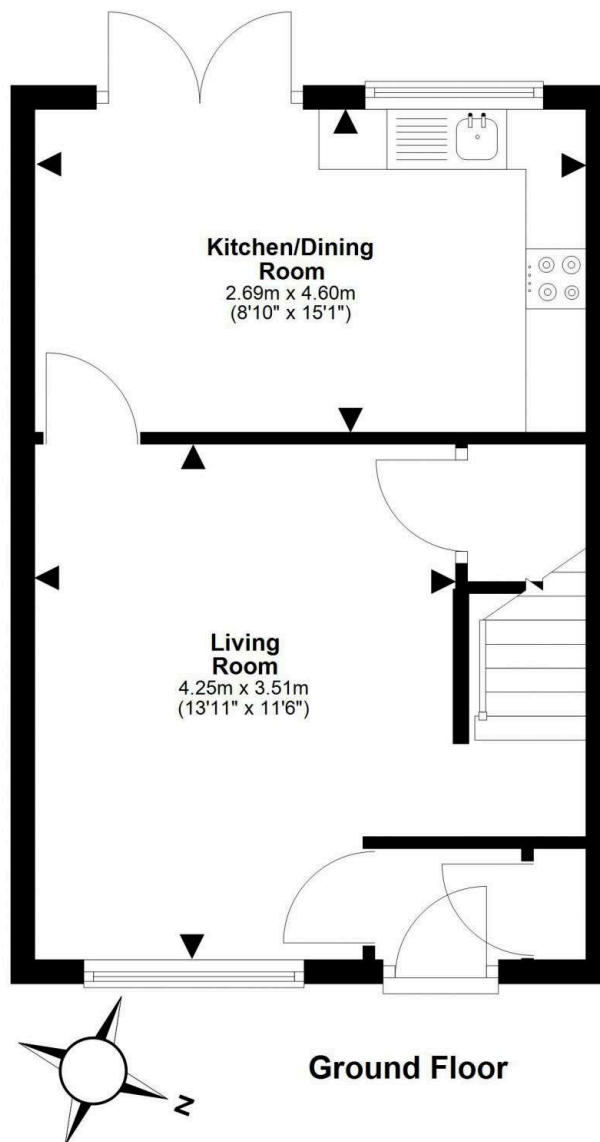 Kitchen/Dining
Room
2.69m x 4.60m
(8'10" x 15'1")
Living
Room
4.25m x 3.51m
(13'11" x 11'6")
N
Ground Floor